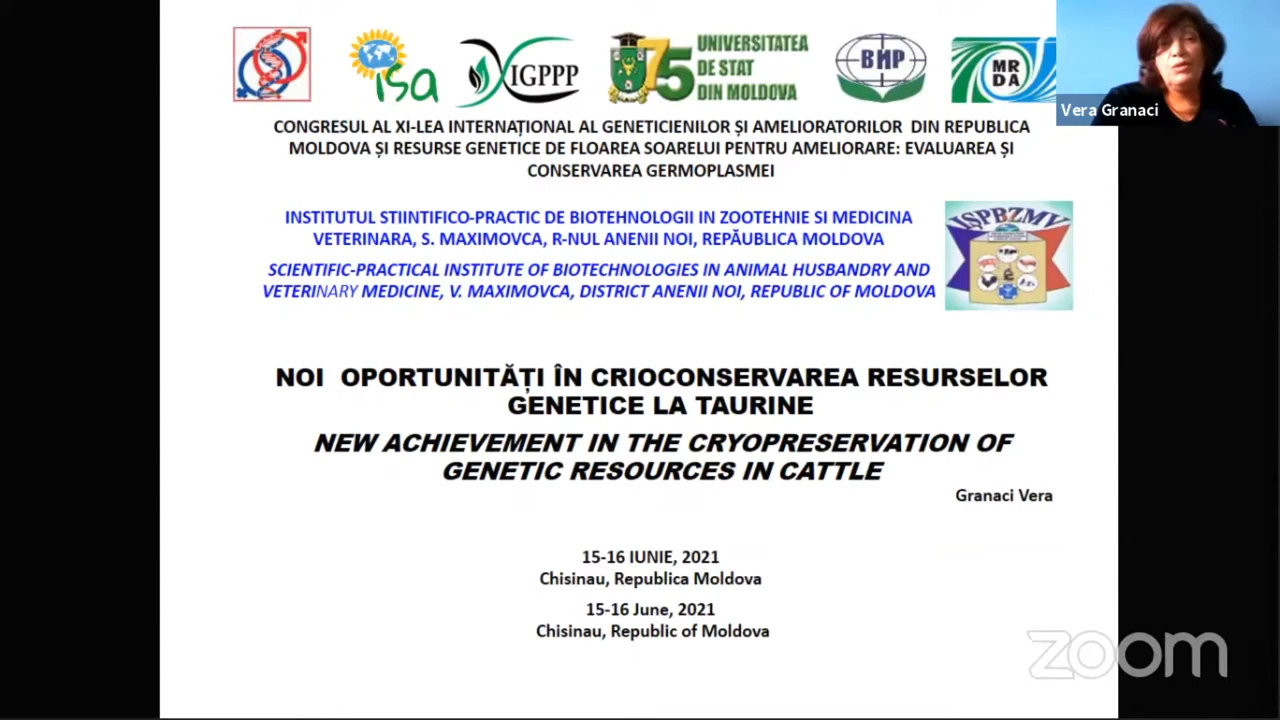 isa
IGPPP
75
UNIVERSITATEA
DE STAT
DIN MOLDOVA
ВИР
MR
DA
Vera Granaci
CONGRESUL AL XI-LEA INTERNAȚIONAL AL GENETICIENILOR ȘI AMELIORATORILOR DIN REPUBLICA
MOLDOVA ȘI RESURSE GENETICE DE FLOAREA SOARELUI PENTRU AMELIORARE: EVALUAREA ȘI
CONSERVAREA GERMOPLASMEI
INSTITUTUL STIINTIFICO-PRACTIC DE BIOTEHNOLOGII IN ZOOTEHNIE SI MEDICINA
VETERINARA, S. MAXIMOVCA, R-NUL ANENII NOI, REPĂUBLICA MOLDOVA
SCIENTIFIC-PRACTICAL INSTITUTE OF BIOTECHNOLOGIES IN ANIMAL HUSBANDRY AND
VETERINARY MEDICINE, V. MAXIMOVCA, DISTRICT ANENII NOI, REPUBLIC OF MOLDOVA
IŞPBZMV
NOI OPORTUNITĂȚI ÎN CRIOCONSERVAREA RESURSELOR
GENETICE LA TAURINE
NEW ACHIEVEMENT IN THE CRYOPRESERVATION OF
GENETIC RESOURCES IN CATTLE
Granaci Vera
15-16 IUNIE, 2021
Chisinau, Republica Moldova
15-16 June, 2021
Chisinau, Republic of Moldova
zoom